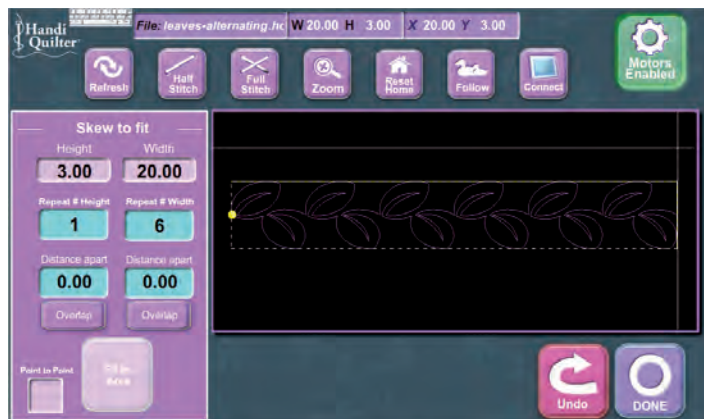 Handi
Quilter
File: leaves-alternating.hc W 20.00 H 3.00 X 20.00 Y 3.00
Refresh
Half
Stitch
Full
Stitch
Zoom
Reset
Home
Follow
Connect
Motors
Enabled
Skew to fit
Height Width
3.00 20.00
Repeat # Height Repeat # Width
1 6
Distance apart Distance apart
0.00 0.00
Overlap Overlap
Point to Point
Undo
DONE